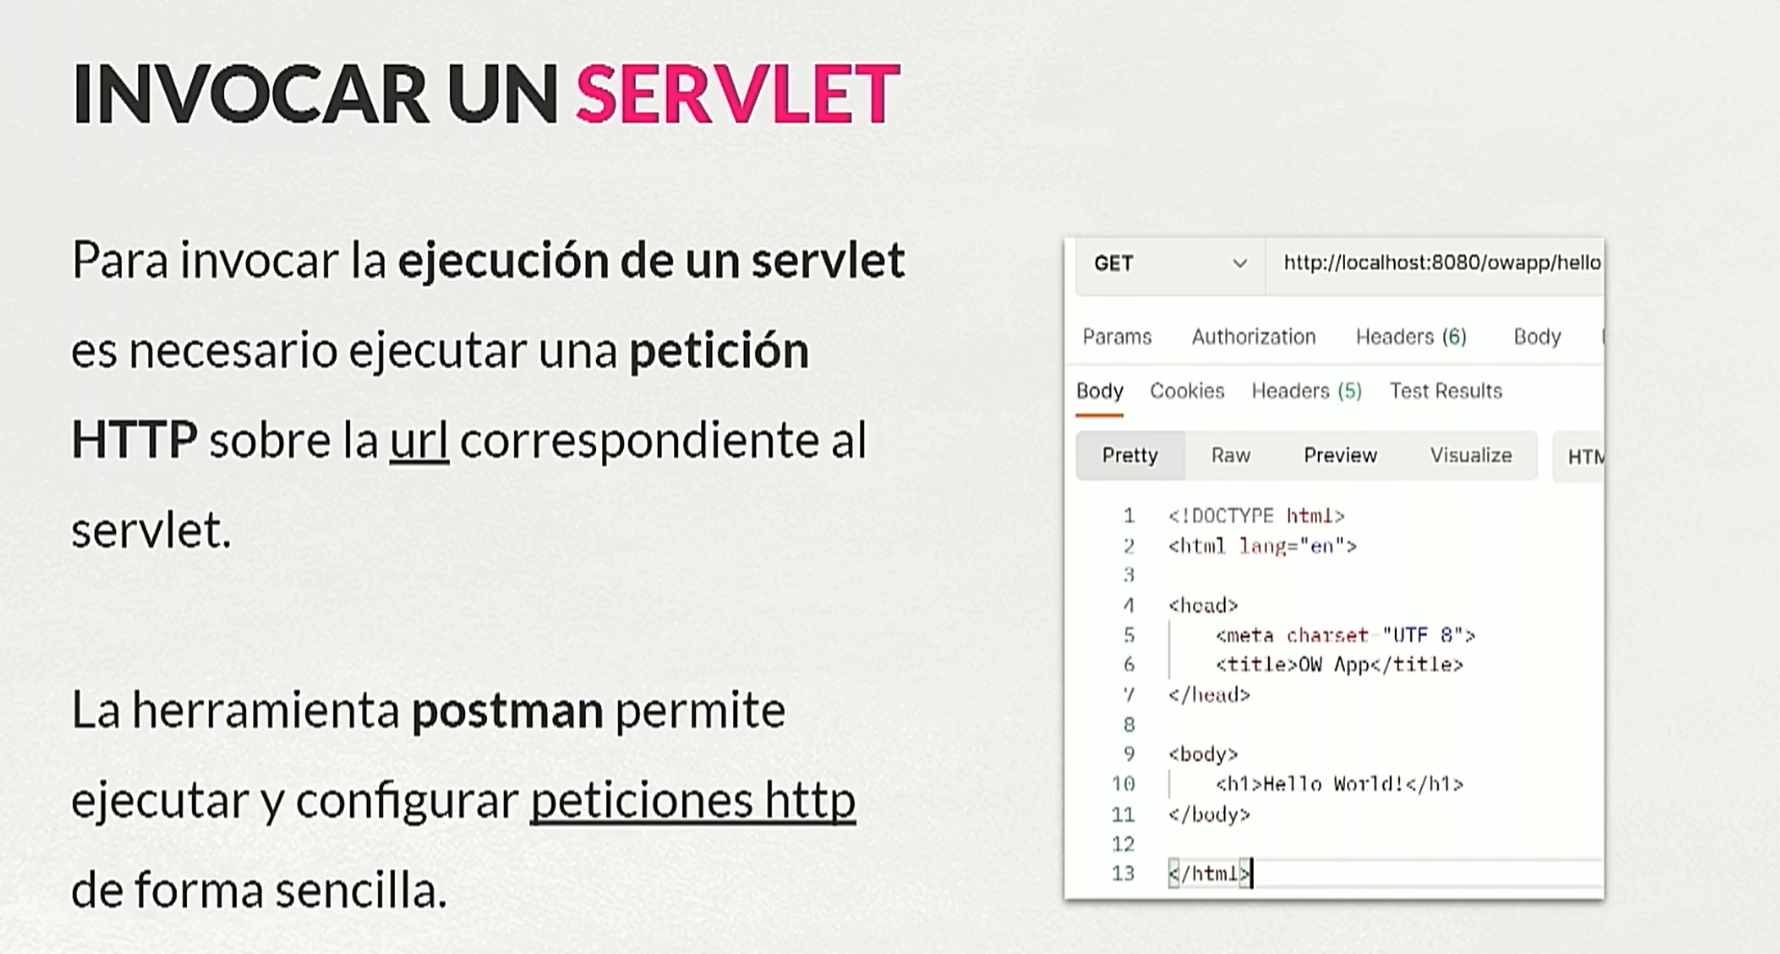 INVOCAR UN SERVLET
Para invocar la ejecución de un servlet
es necesario ejecutar una petición
HTTP sobre la url correspondiente al
servlet.
La herramienta postman permite
ejecutar y configurar peticiones http
de forma sencilla.
GET http://localhost:8080/owapp/hello
Params Authorization Headers (6) Body
Body Cookies Headers (5) Test Results
Pretty Raw Preview Visualize HTM
1 <!DOCTYPE html>
2 <html lang="en">
3
4 <head>
5 <meta charset="UTF-8">
6 <title>OW App</title>
7 </head>
8
9 <body>
10 <h1>Hello World!</h1>
11 </body>
12
13 </html>